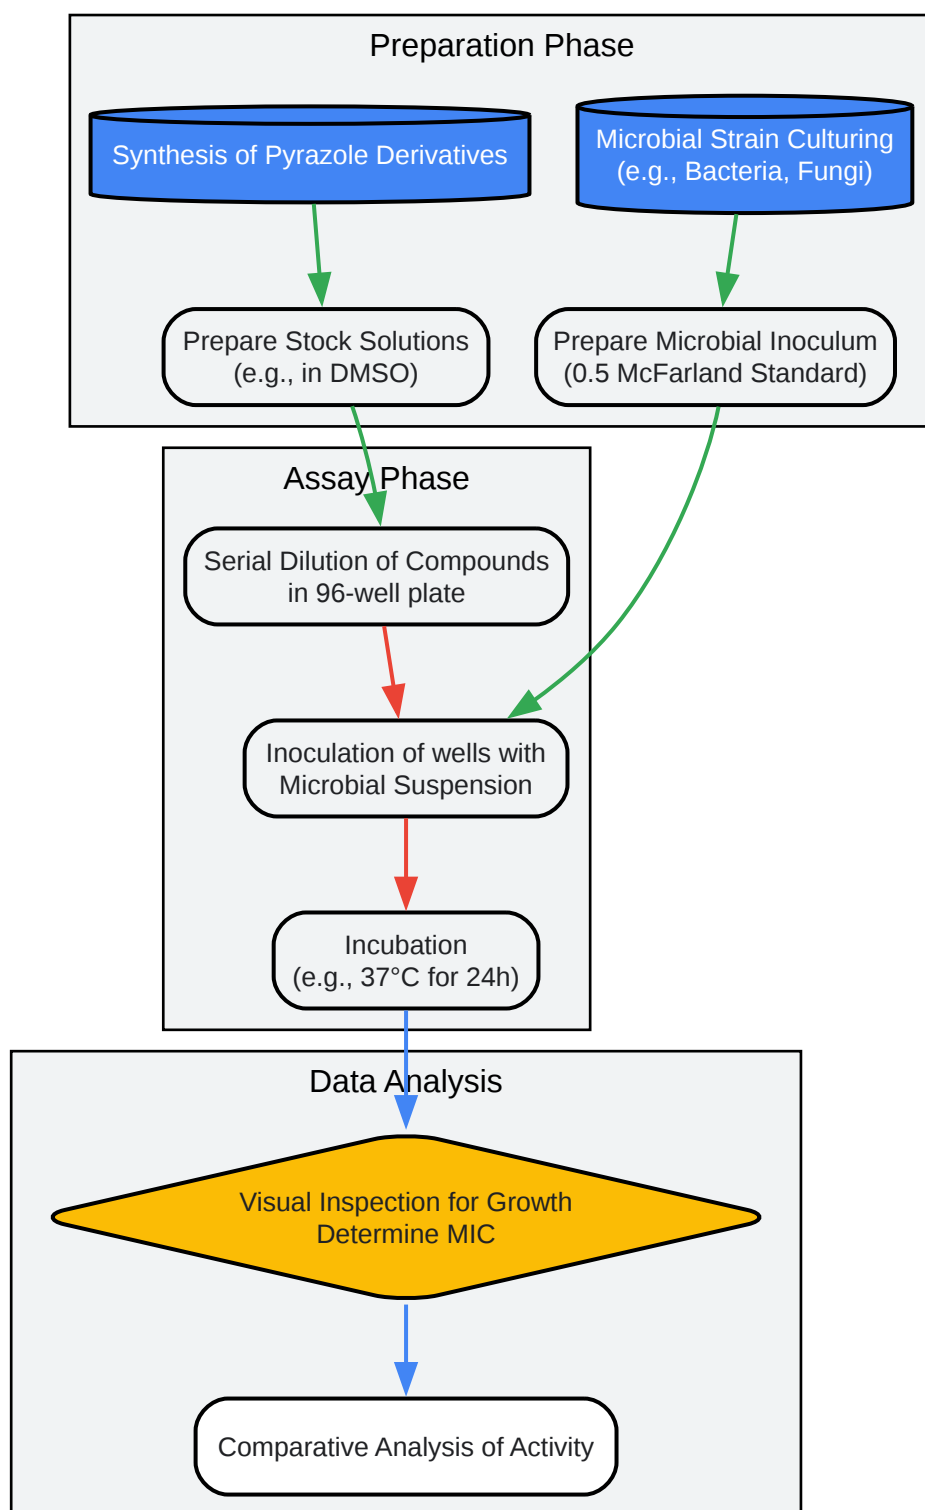 Preparation Phase
Synthesis of Pyrazole Derivatives
Microbial Strain Culturing
(e.g., Bacteria, Fungi)
Prepare Stock Solutions
(e.g., in DMSO)
Prepare Microbial Inoculum
(0.5 McFarland Standard)
Assay Phase
Serial Dilution of Compounds
in 96-well plate
Inoculation of wells with
Microbial Suspension
Incubation
(e.g., 37°C for 24h)
Data Analysis
Visual Inspection for Growth
Determine MIC
Comparative Analysis of Activity